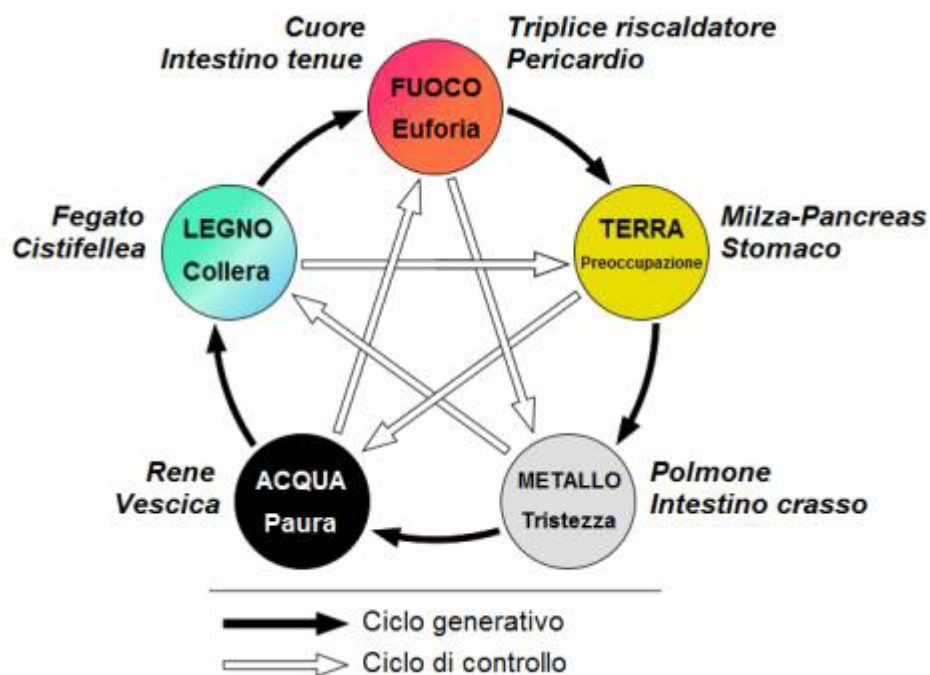 Cuore
Intestino tenue
Triplice riscaldatore
Pericardio
FUOCO
Euforia
Fegato
Cistifellea
LEGNO
Collera
TERRA
Preoccupazione
Milza-Pancreas
Stomaco
Rene
Vescica
ACQUA
Paura
METALLO
Tristezza
Polmone
Intestino crasso
Ciclo generativo
Ciclo di controllo